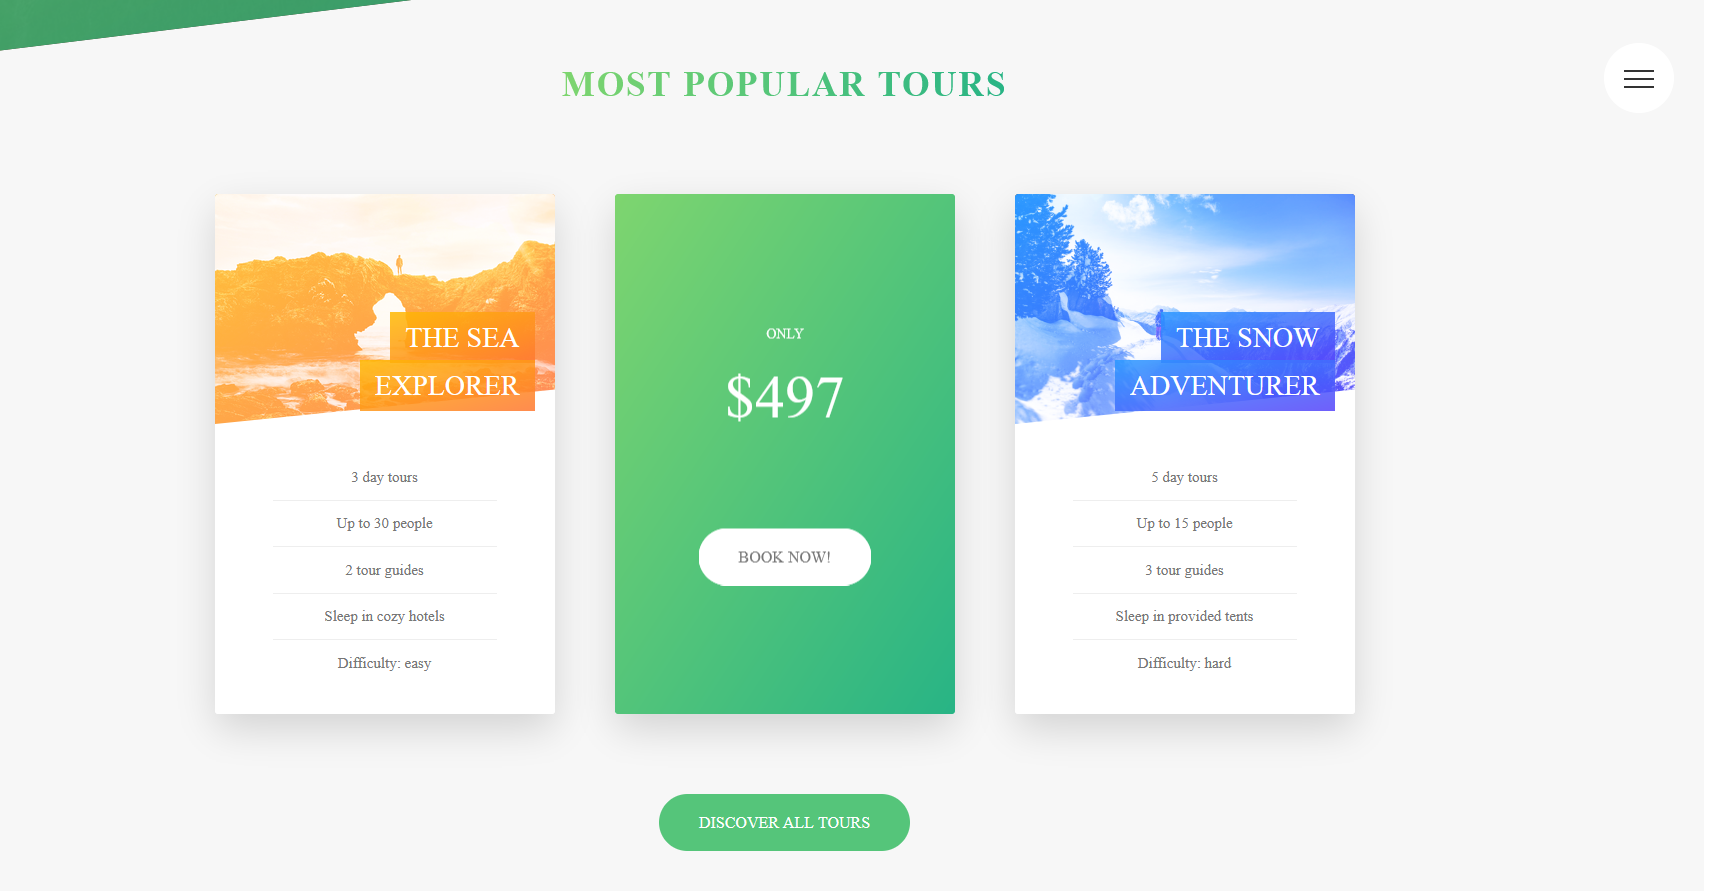 MOST POPULAR TOURS
THE SEA
EXPLORER
3 day tours
Up to 30 people
2 tour guides
Sleep in cozy hotels
Difficulty: easy
ONLY
$497
BOOK NOW!
THE SNOW
ADVENTURER
5 day tours
Up to 15 people
3 tour guides
Sleep in provided tents
Difficulty: hard
DISCOVER ALL TOURS